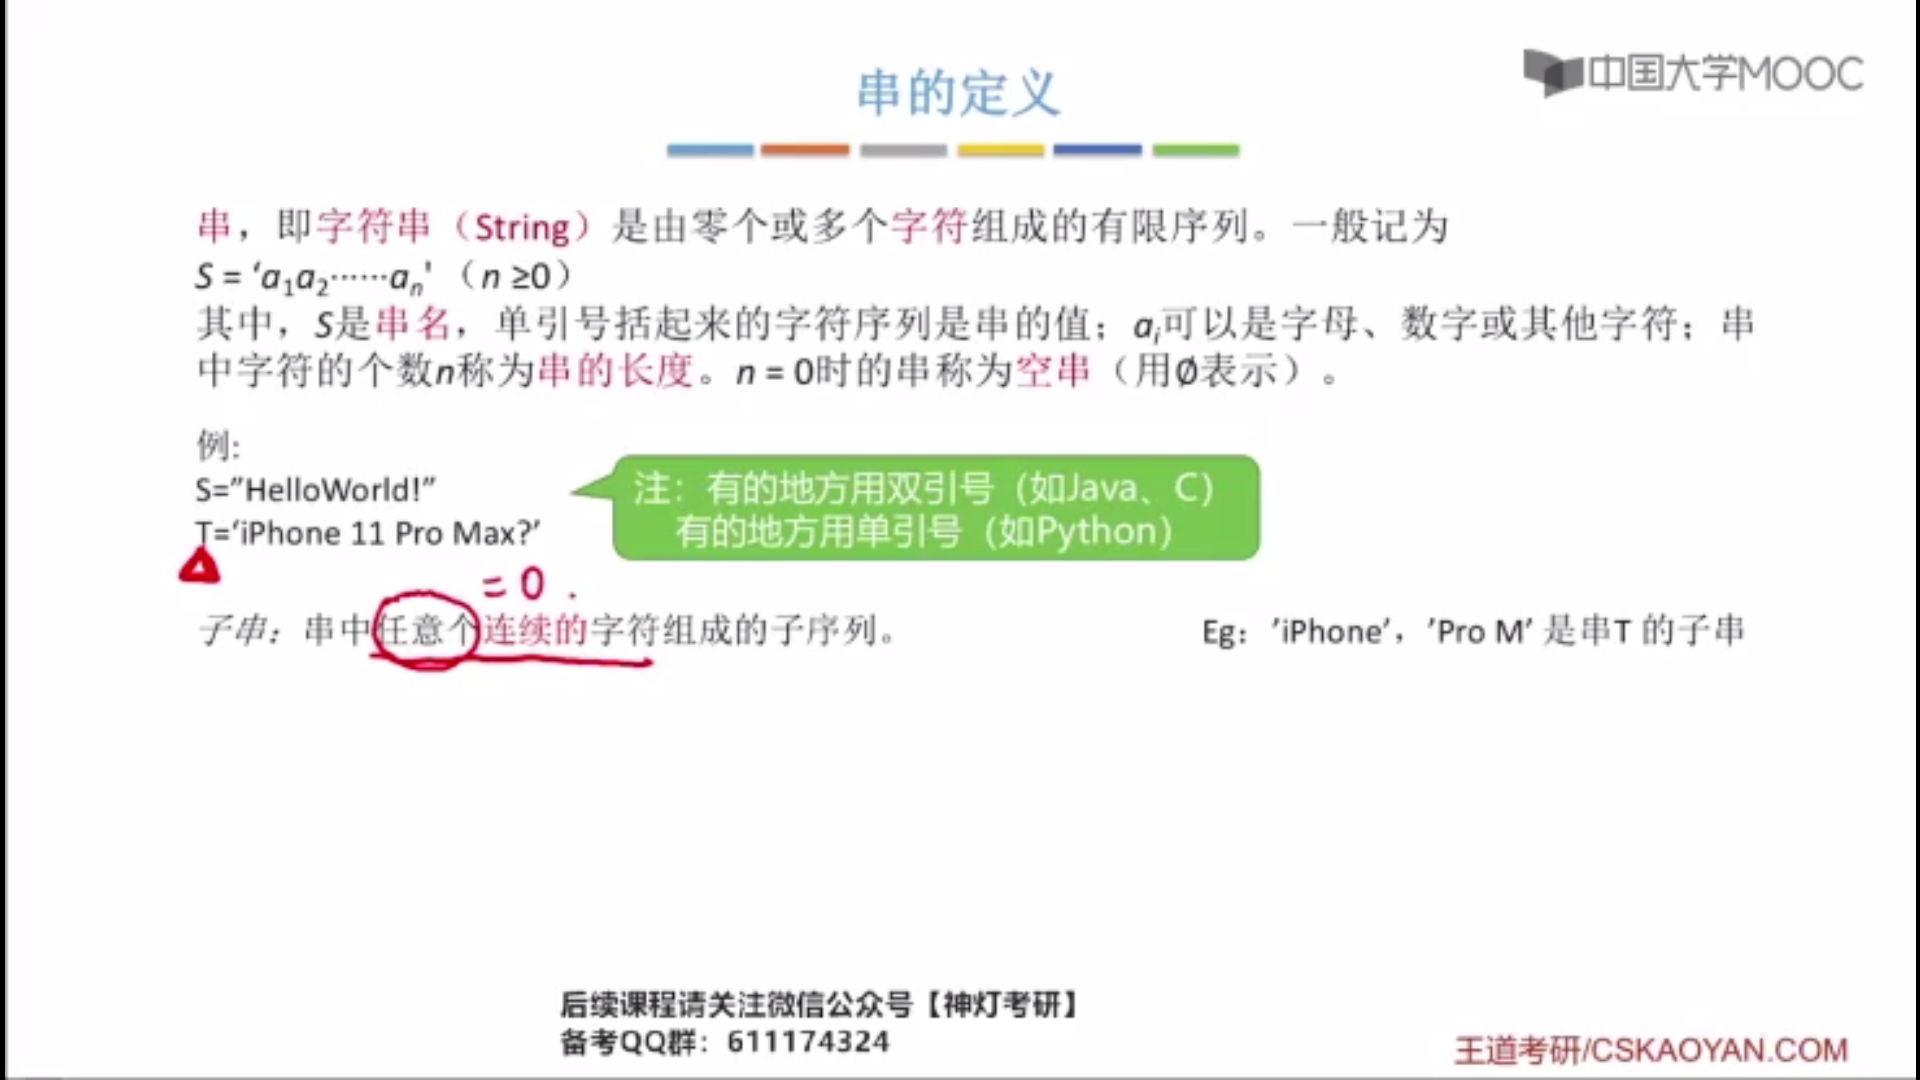 中国大学MOOC
串的定义
串，即字符串（String）是由零个或多个字符组成的有限序列。一般记为
S = ‘a₁a₂······aₙ' （n ≥0）
其中，S是串名，单引号括起来的字符序列是串的值；aᵢ可以是字母、数字或其他字符；串
中字符的个数n称为串的长度。n = 0时的串称为空串（用∅表示）。
例:
S=”HelloWorld!”
T=‘iPhone 11 Pro Max?’
注：有的地方用双引号（如Java、C）
有的地方用单引号（如Python）
=0.
子串：串中任意个连续的字符组成的子序列。
Eg：’iPhone’，’Pro M’ 是串T 的子串
后续课程请关注微信公众号【神灯考研】
备考QQ群：611174324
王道考研/CSKAOYAN.COM